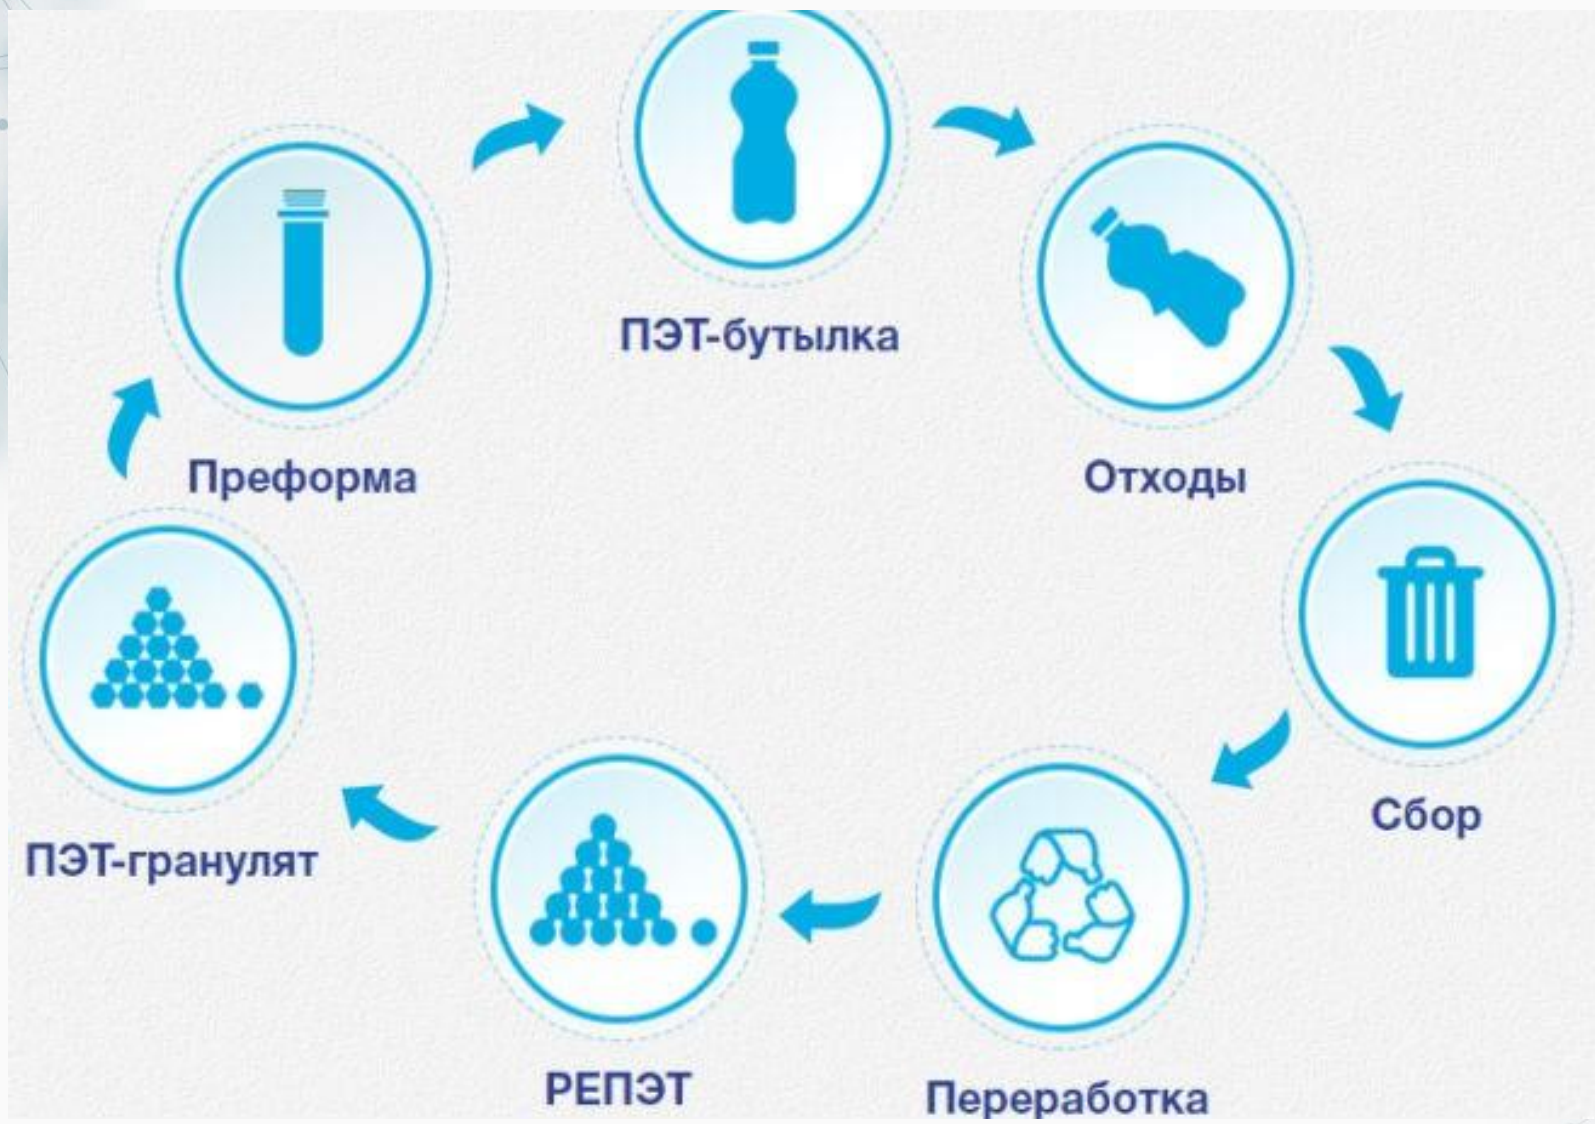 ПЭТ-бутылка
Преформа
Отходы
Сбор
ПЭТ-гранулят
РЕПЭТ
Переработка